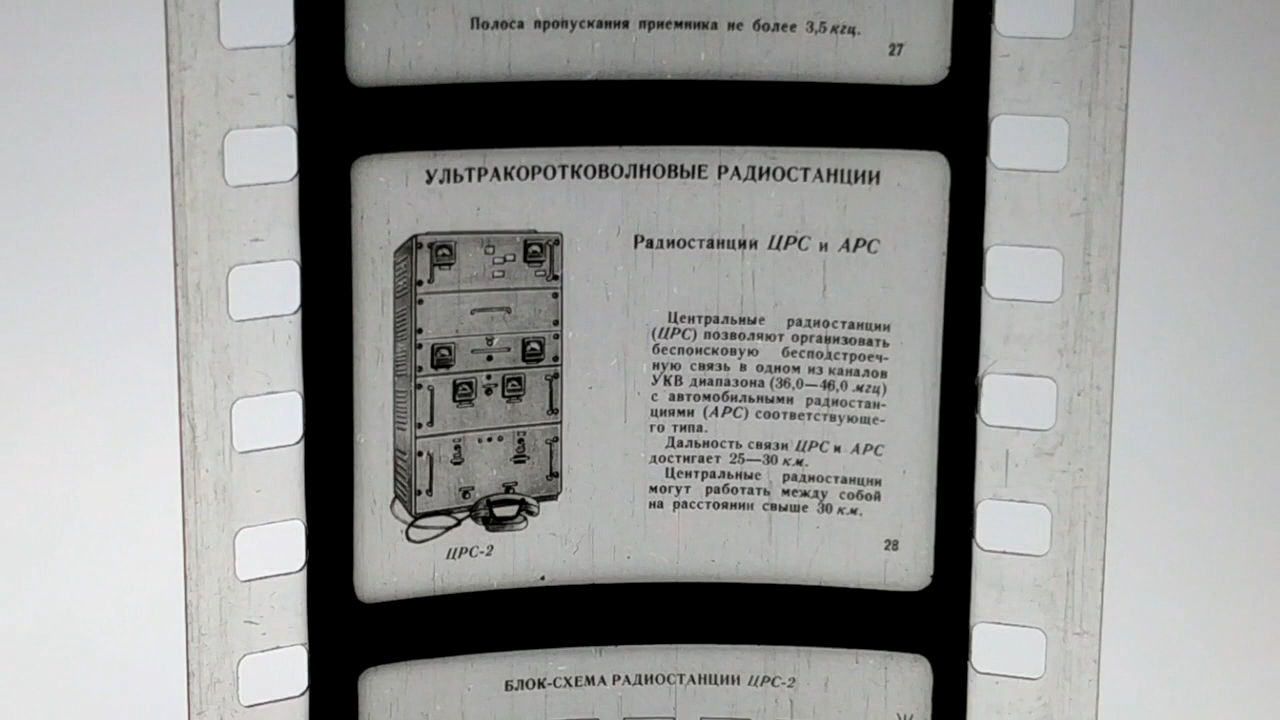 Полоса пропускания приемника не более 3,5 кгц.
27
УЛЬТРАКОРОТКОВОЛНОВЫЕ РАДИОСТАНЦИИ
Радиостанции ЦРС и АРС
Центральные радиостанции
(ЦРС) позволяют организовать
беспоисковую бесподстроеч-
ную связь в одном из каналов
УКВ диапазона (36,0—46,0 мгц)
с автомобильными радиостан-
циями (АРС) соответствующе-
го типа.
Дальность связи ЦРС и АРС
достигает 25—30 км.
Центральные радиостанции
могут работать между собой
на расстоянии свыше 30 км.
ЦРС-2
28
БЛОК-СХЕМА РАДИОСТАНЦИИ ЦРС-2